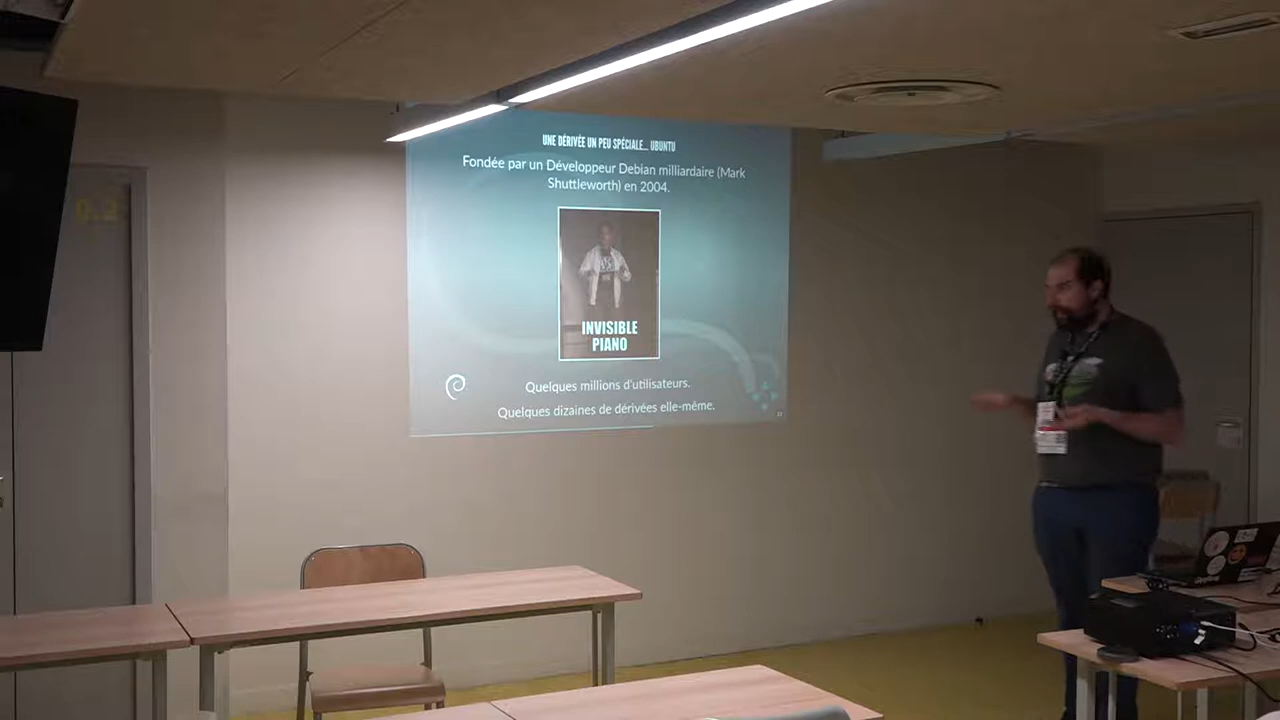 UNE DÉRIVÉE UN PEU SPÉCIALE... UBUNTU
Fondée par un Développeur Debian milliardaire (Mark
Shuttleworth) en 2004.
INVISIBLE
PIANO
Quelques millions d'utilisateurs.
Quelques dizaines de dérivées elle-même.